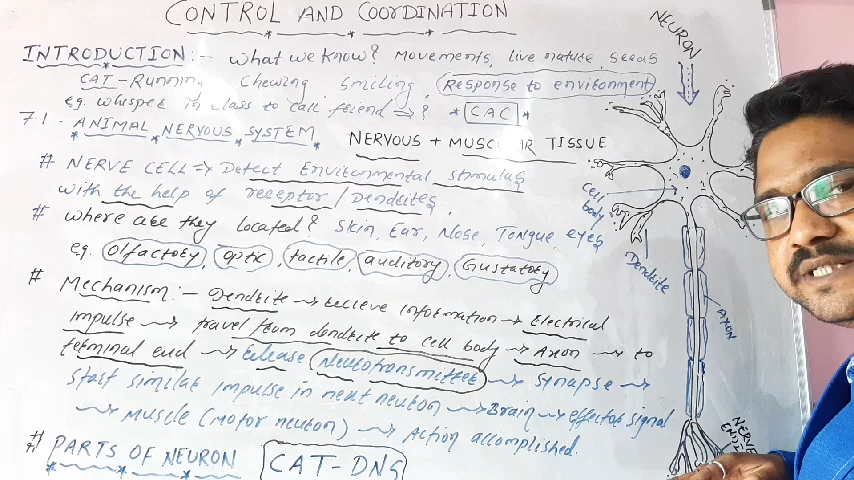 CONTROL AND COORDINATION
INTRODUCTION:- what we know? Movements, live nature, seeds
CAT-Running Chewing Smiling, Response to environment
eg. whisper in class to call friend => ? * CAC *
7.1. ANIMAL NERVOUS SYSTEM NERVOUS + MUSCULAR TISSUE
# NERVE CELL => Detect Environmental stimulus
with the help of receptor / Dendrites,
# where are they located? Skin, Ear, Nose, Tongue, eyes
eg. Olfactory, optic, tactile, auditory, Gustatory
# Mechanism:- Dendrite → recieve information → Electrical
impulse → travel from dendrite to cell body → Axon → to
terminal end → Release Neurotransmitter → Synapse →
start similar impulse in next neuron → Brain → effector signal
→ Muscle (Motor neuron) → Action accomplished.
# PARTS OF NEURON CAT-DNS
NEURON
Cell
body
Dendrite
AXON
NERVE